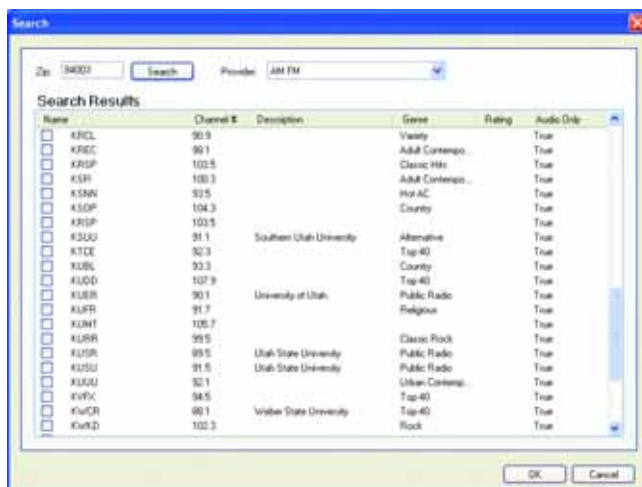 Search
Zip: 84003 Search Provider: AM FM
Search Results
Name Channel # Description Genre Rating Audio Only
KRCL 90.9 Variety True
KREC 98.1 Adult Contempo... True
KRSP 103.5 Classic Hits True
KSFI 100.3 Adult Contempo... True
KSNN 93.5 Hot AC True
KSOP 104.3 Country True
KRSP 103.5 True
KSUU 91.1 Southern Utah University Alternative True
KTCE 92.3 Top 40 True
KUBL 93.3 Country True
KUDD 107.9 Top 40 True
KUER 90.1 University of Utah Public Radio True
KUFR 91.7 Religious True
KUMT 105.7 True
KURR 99.5 Classic Rock True
KUSR 89.5 Utah State University Public Radio True
KUSU 91.5 Utah State University Public Radio True
KUUU 92.1 Urban Contemp... True
KVFX 94.5 Top 40 True
KWCR 88.1 Weber State University Top 40 True
KWKD 102.3 Rock True
OK Cancel